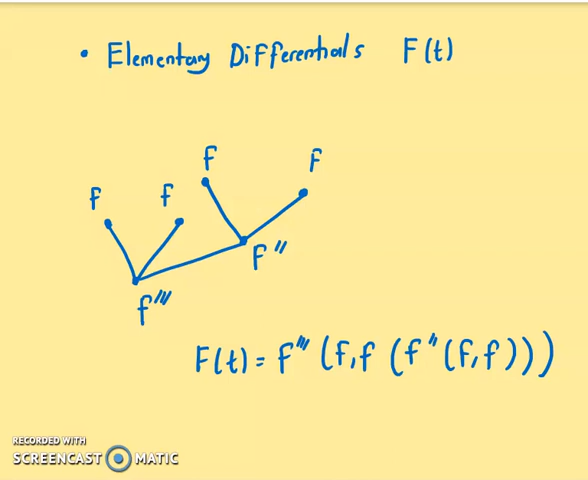 • Elementary Differentials F(t)
f f f f
f'' 
f'''
F(t) = f''' (f, f (f'' (f, f)))
RECORDED WITH
SCREENCAST MATIC